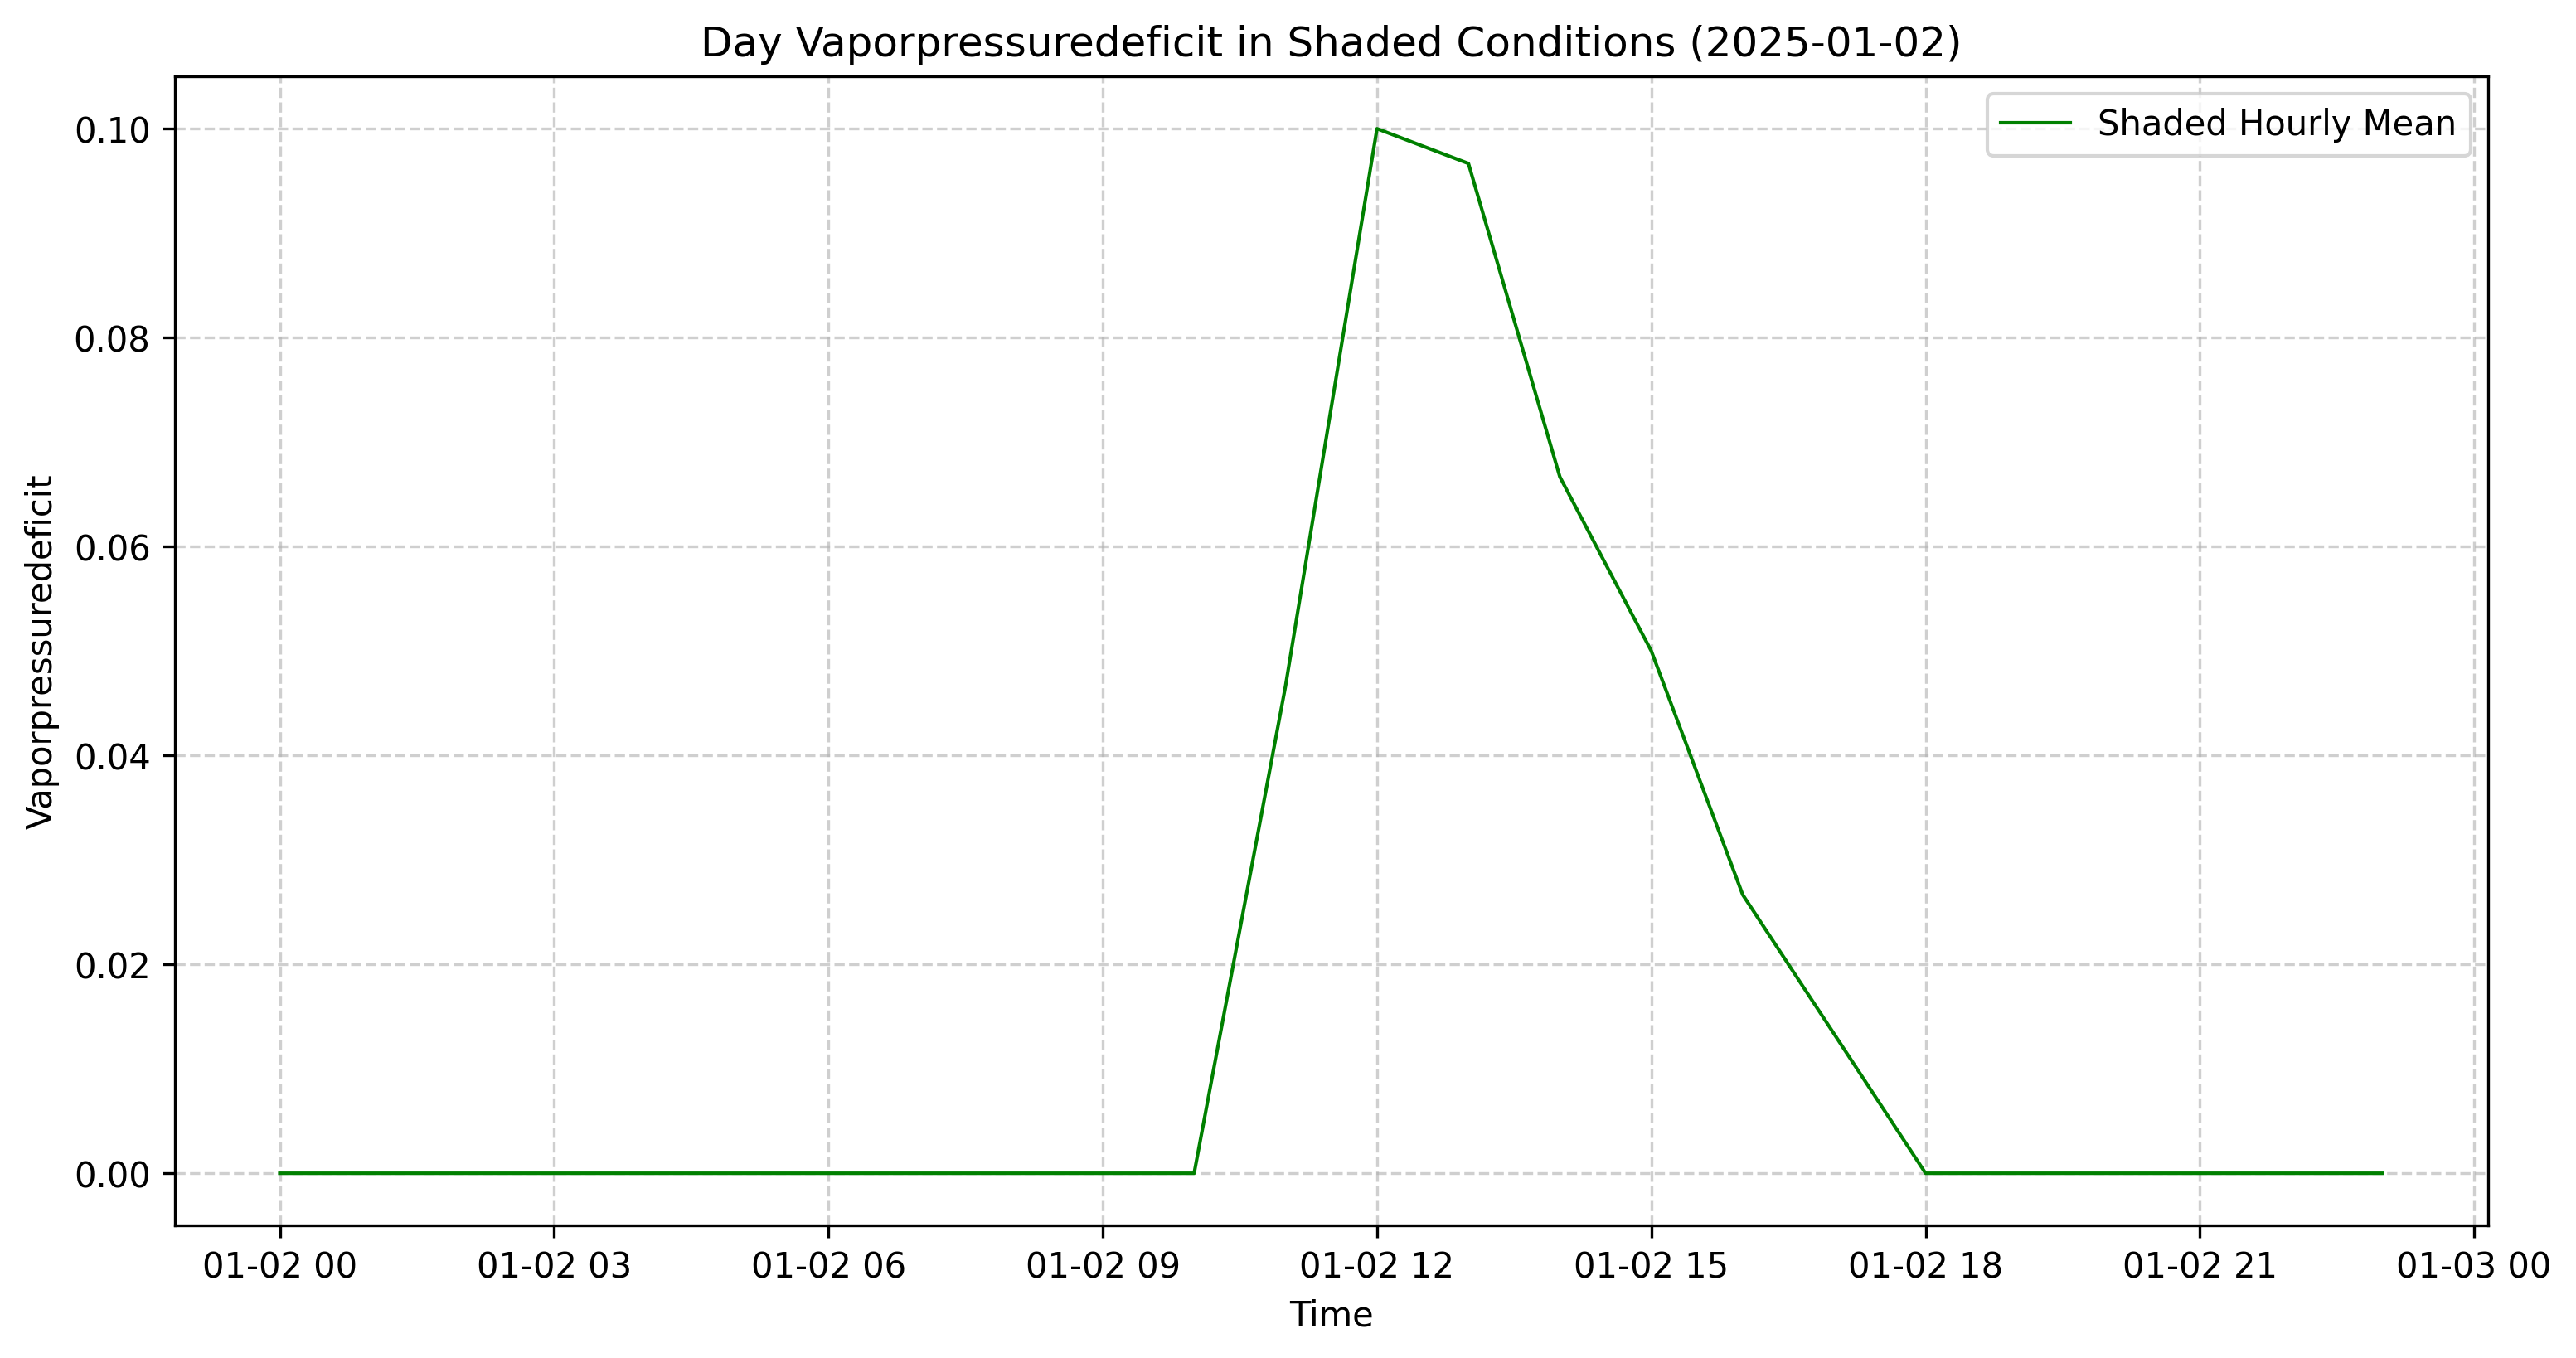 Day Vaporpressuredeficit in Shaded Conditions (2025-01-02)
Shaded Hourly Mean
0.10
0.08
0.06
0.04
0.02
0.00
Vaporpressuredeficit
01-02 00 01-02 03 01-02 06 01-02 09 01-02 12 01-02 15 01-02 18 01-02 21 01-03 00
Time